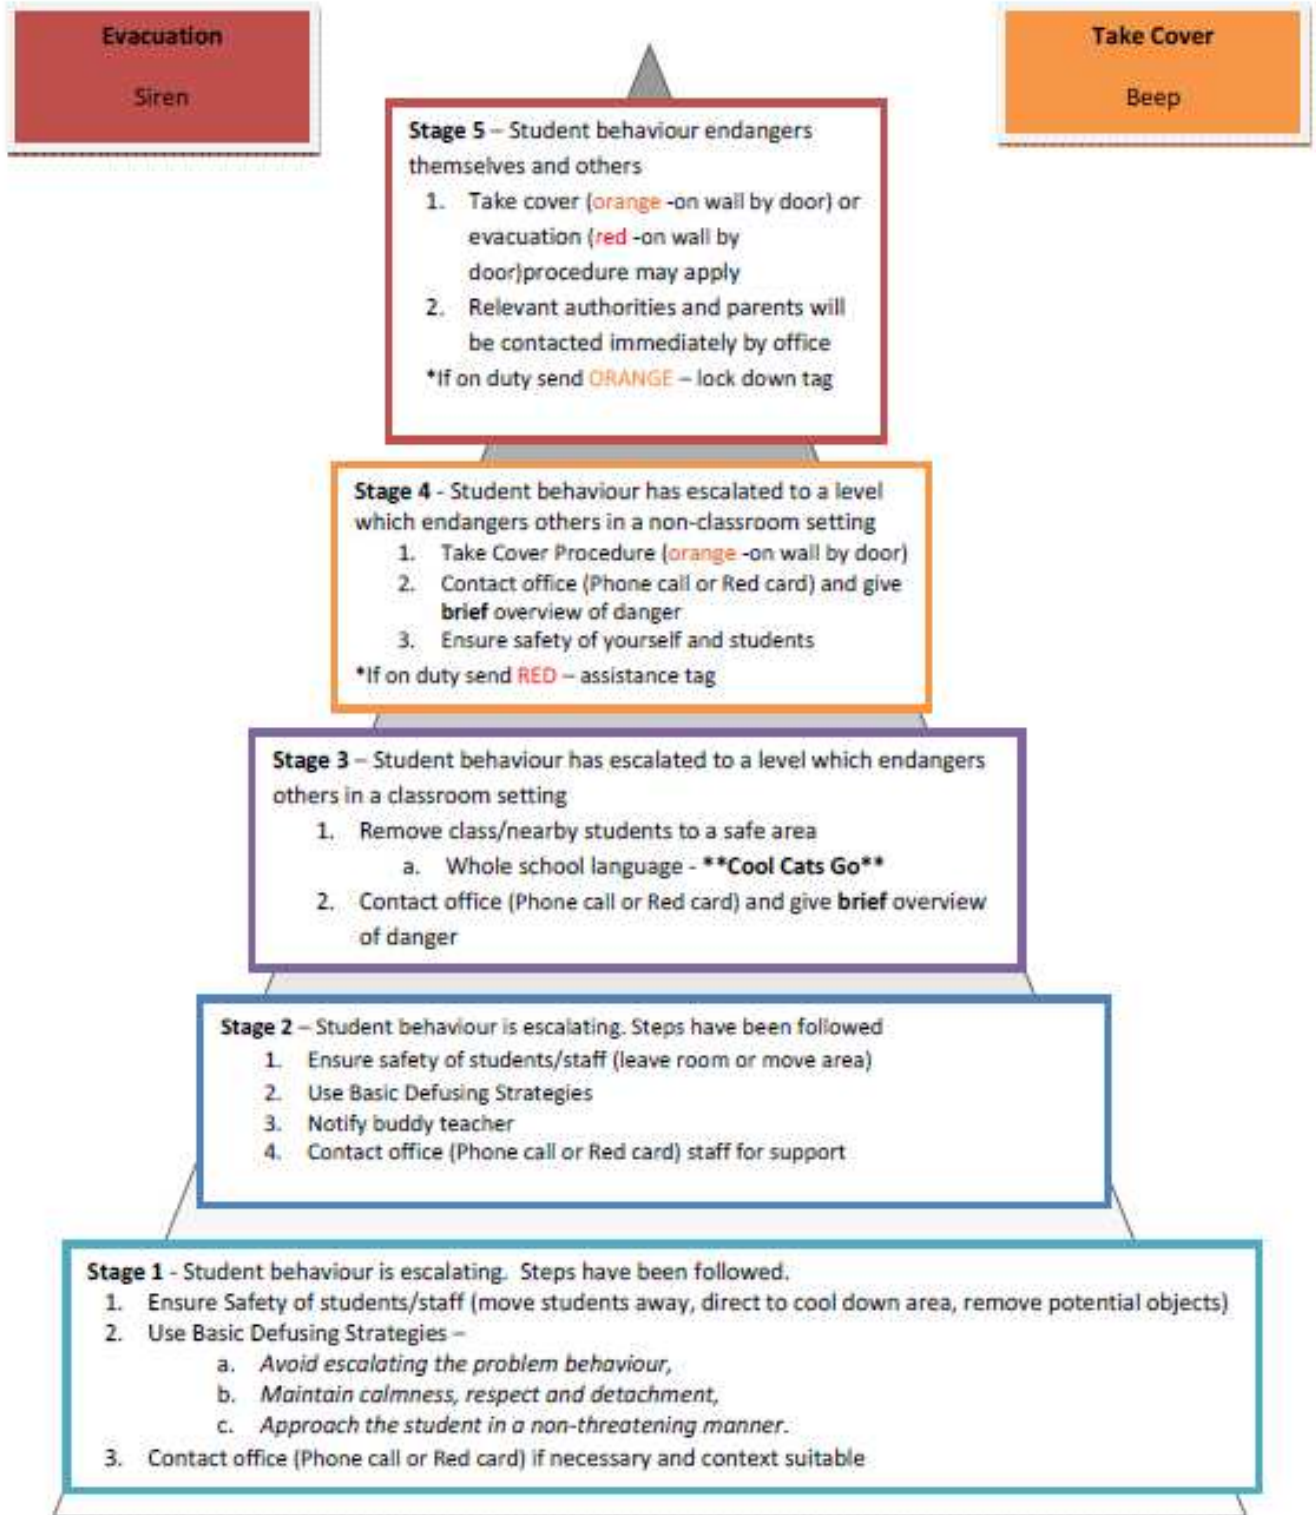 Evacuation
Siren
Take Cover
Beep
Stage 5 – Student behaviour endangers
themselves and others
1. Take cover (orange -on wall by door) or
evacuation (red -on wall by
door)procedure may apply
2. Relevant authorities and parents will
be contacted immediately by office
*If on duty send ORANGE – lock down tag
Stage 4 - Student behaviour has escalated to a level
which endangers others in a non-classroom setting
1. Take Cover Procedure (orange -on wall by door)
2. Contact office (Phone call or Red card) and give
brief overview of danger
3. Ensure safety of yourself and students
*If on duty send RED – assistance tag
Stage 3 – Student behaviour has escalated to a level which endangers
others in a classroom setting
1. Remove class/nearby students to a safe area
a. Whole school language - **Cool Cats Go**
2. Contact office (Phone call or Red card) and give brief overview
of danger
Stage 2 – Student behaviour is escalating. Steps have been followed
1. Ensure safety of students/staff (leave room or move area)
2. Use Basic Defusing Strategies
3. Notify buddy teacher
4. Contact office (Phone call or Red card) staff for support
Stage 1 - Student behaviour is escalating. Steps have been followed.
1. Ensure Safety of students/staff (move students away, direct to cool down area, remove potential objects)
2. Use Basic Defusing Strategies –
a. Avoid escalating the problem behaviour,
b. Maintain calmness, respect and detachment,
c. Approach the student in a non-threatening manner.
3. Contact office (Phone call or Red card) if necessary and context suitable